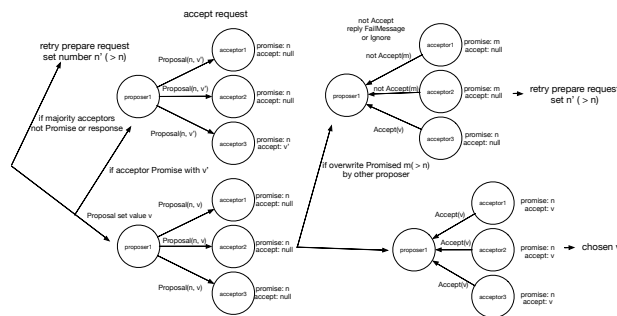 accept request
retry prepare request
set number n' ( > n)
if majority acceptors
not Promise or response
if acceptor Promise with v'
Proposal set value v
proposer1
Proposal(n, v')
Proposal(n, v')
Proposal(n, v')
acceptor1
promise: n
accept: null
acceptor2
promise: n
accept: null
acceptor3
promise: n
accept: v'
proposer1
Proposal(n, v)
Proposal(n, v)
Proposal(n, v)
acceptor1
promise: n
accept: null
acceptor2
promise: n
accept: null
acceptor3
promise: n
accept: null
not Accept
reply FailMessage
or Ignore
not Accept(m)
not Accept(m)
Accept(v)
proposer1
acceptor1
promise: m
accept: null
acceptor2
promise: m
accept: null
acceptor3
promise: n
accept: null
retry prepare request
set n' ( > n)
if overwrite Promised m( > n)
by other proposer
proposer1
Accept(v)
Accept(v)
Accept(v)
acceptor1
promise: n
accept: v
acceptor2
promise: n
accept: v
acceptor3
promise: n
accept: v
chosen v